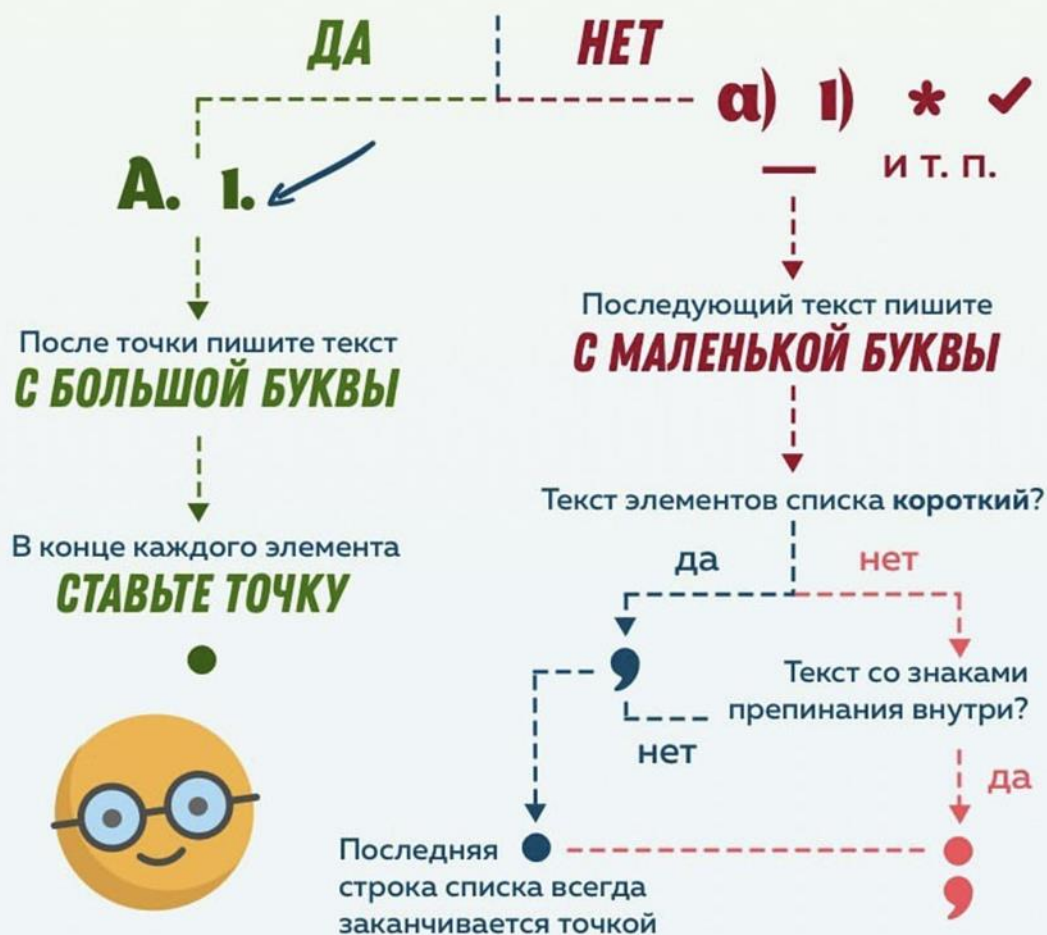 ДА
НЕТ
а) 1) * ✓
— и т. п.
А. 1.
После точки пишите текст
С БОЛЬШОЙ БУКВЫ
В конце каждого элемента
СТАВЬТЕ ТОЧКУ
Последующий текст пишите
С МАЛЕНЬКОЙ БУКВЫ
Текст элементов списка короткий?
да
нет
,
Текст со знаками
препинания внутри?
нет
да
;
Последняя
строка списка всегда
заканчивается точкой